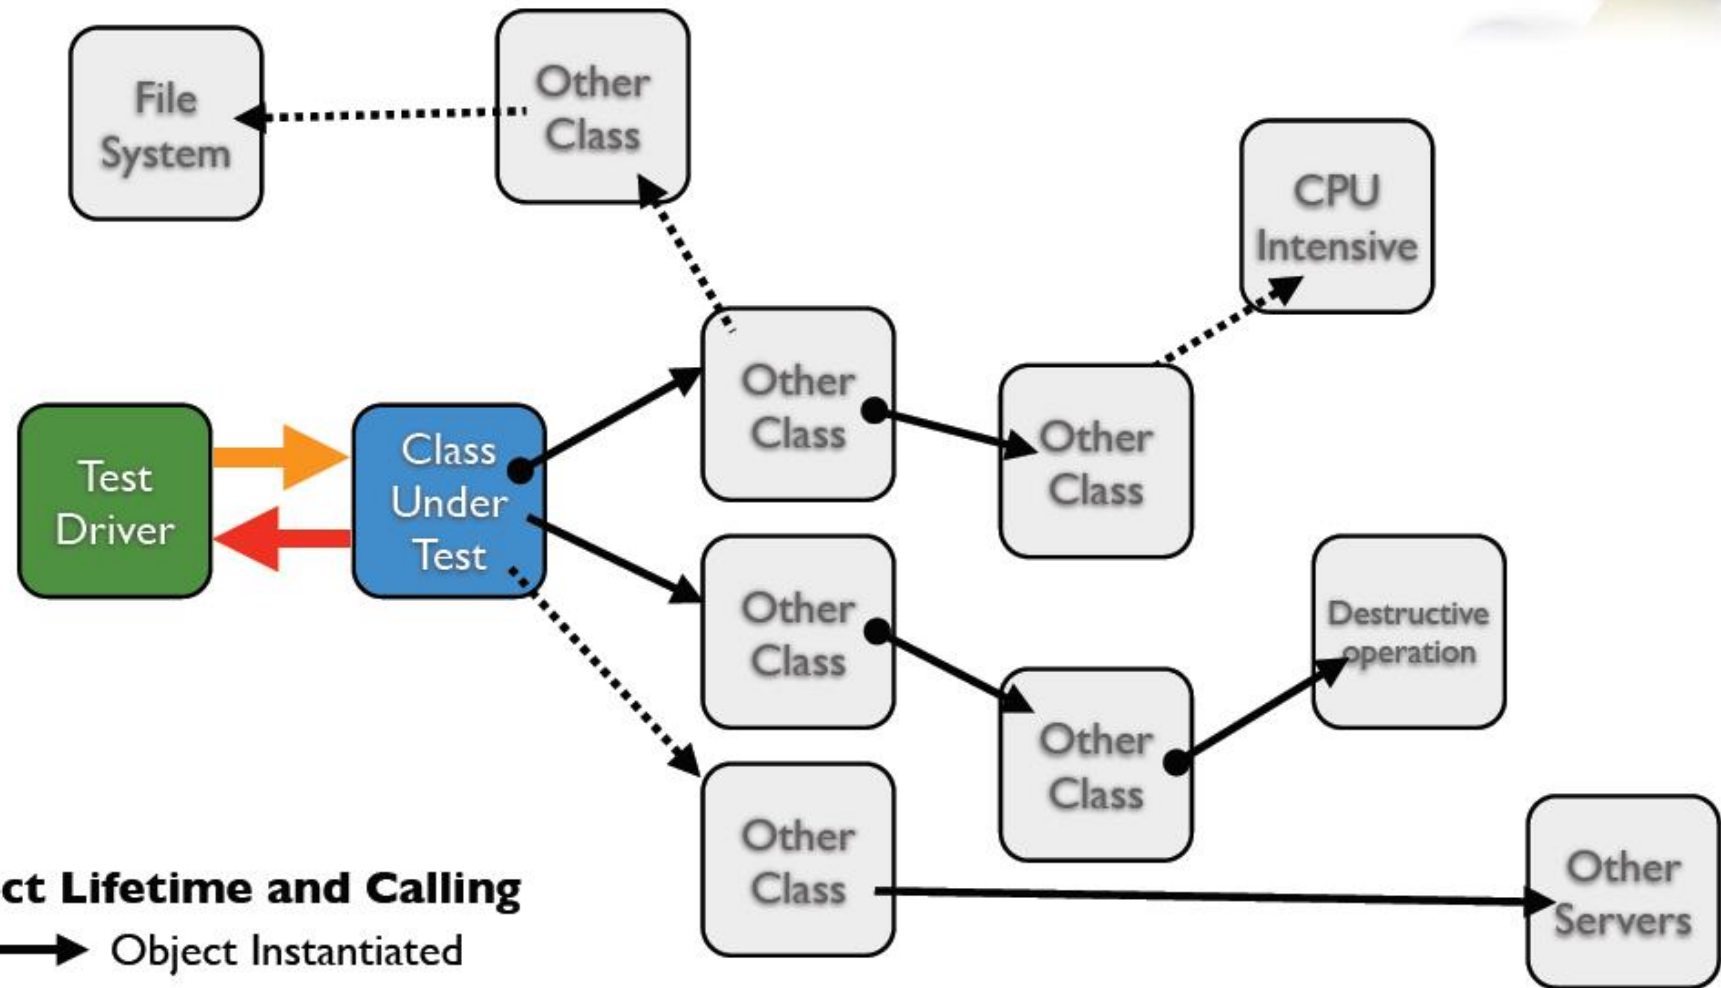 File
System
Other
Class
CPU
Intensive
Test
Driver
Class
Under
Test
Other
Class
Other
Class
Other
Class
Destructive
operation
Other
Class
Other
Class
Other
Servers
ct Lifetime and Calling
Object Instantiated